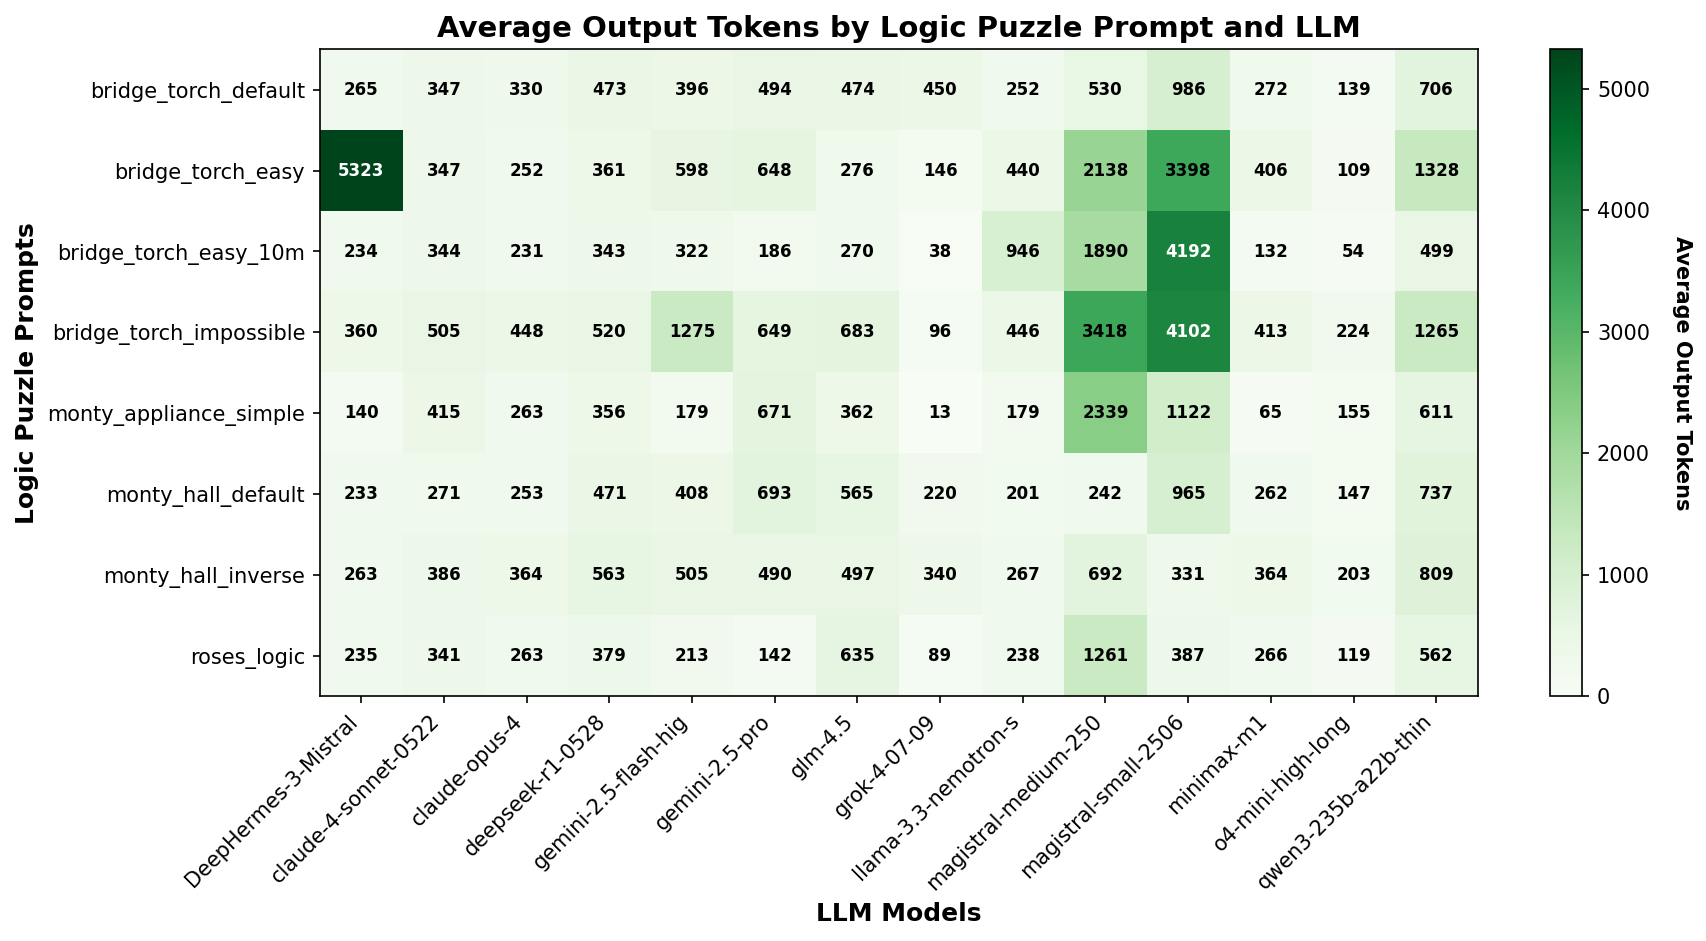 Average Output Tokens by Logic Puzzle Prompt and LLM
Logic Puzzle Prompts
bridge_torch_default 265 347 330 473 396 494 474 450 252 530 986 272 139 706
bridge_torch_easy 5323 347 252 361 598 648 276 146 440 2138 3398 406 109 1328
bridge_torch_easy_10m 234 344 231 343 322 186 270 38 946 1890 4192 132 54 499
bridge_torch_impossible 360 505 448 520 1275 649 683 96 446 3418 4102 413 224 1265
monty_appliance_simple 140 415 263 356 179 671 362 13 179 2339 1122 65 155 611
monty_hall_default 233 271 253 471 408 693 565 220 201 242 965 262 147 737
monty_hall_inverse 263 386 364 563 505 490 497 340 267 692 331 364 203 809
roses_logic 235 341 263 379 213 142 635 89 238 1261 387 266 119 562
DeepHermes-3-Mistral
claude-4-sonnet-0522
claude-opus-4
deepseek-r1-0528
gemini-2.5-flash-hig
gemini-2.5-pro
glm-4.5
grok-4-07-09
llama-3.3-nemotron-s
magistral-medium-250
magistral-small-2506
minimax-m1
o4-mini-high-long
qwen3-235b-a22b-thin
LLM Models
5000
4000
3000
2000
1000
0
Average Output Tokens